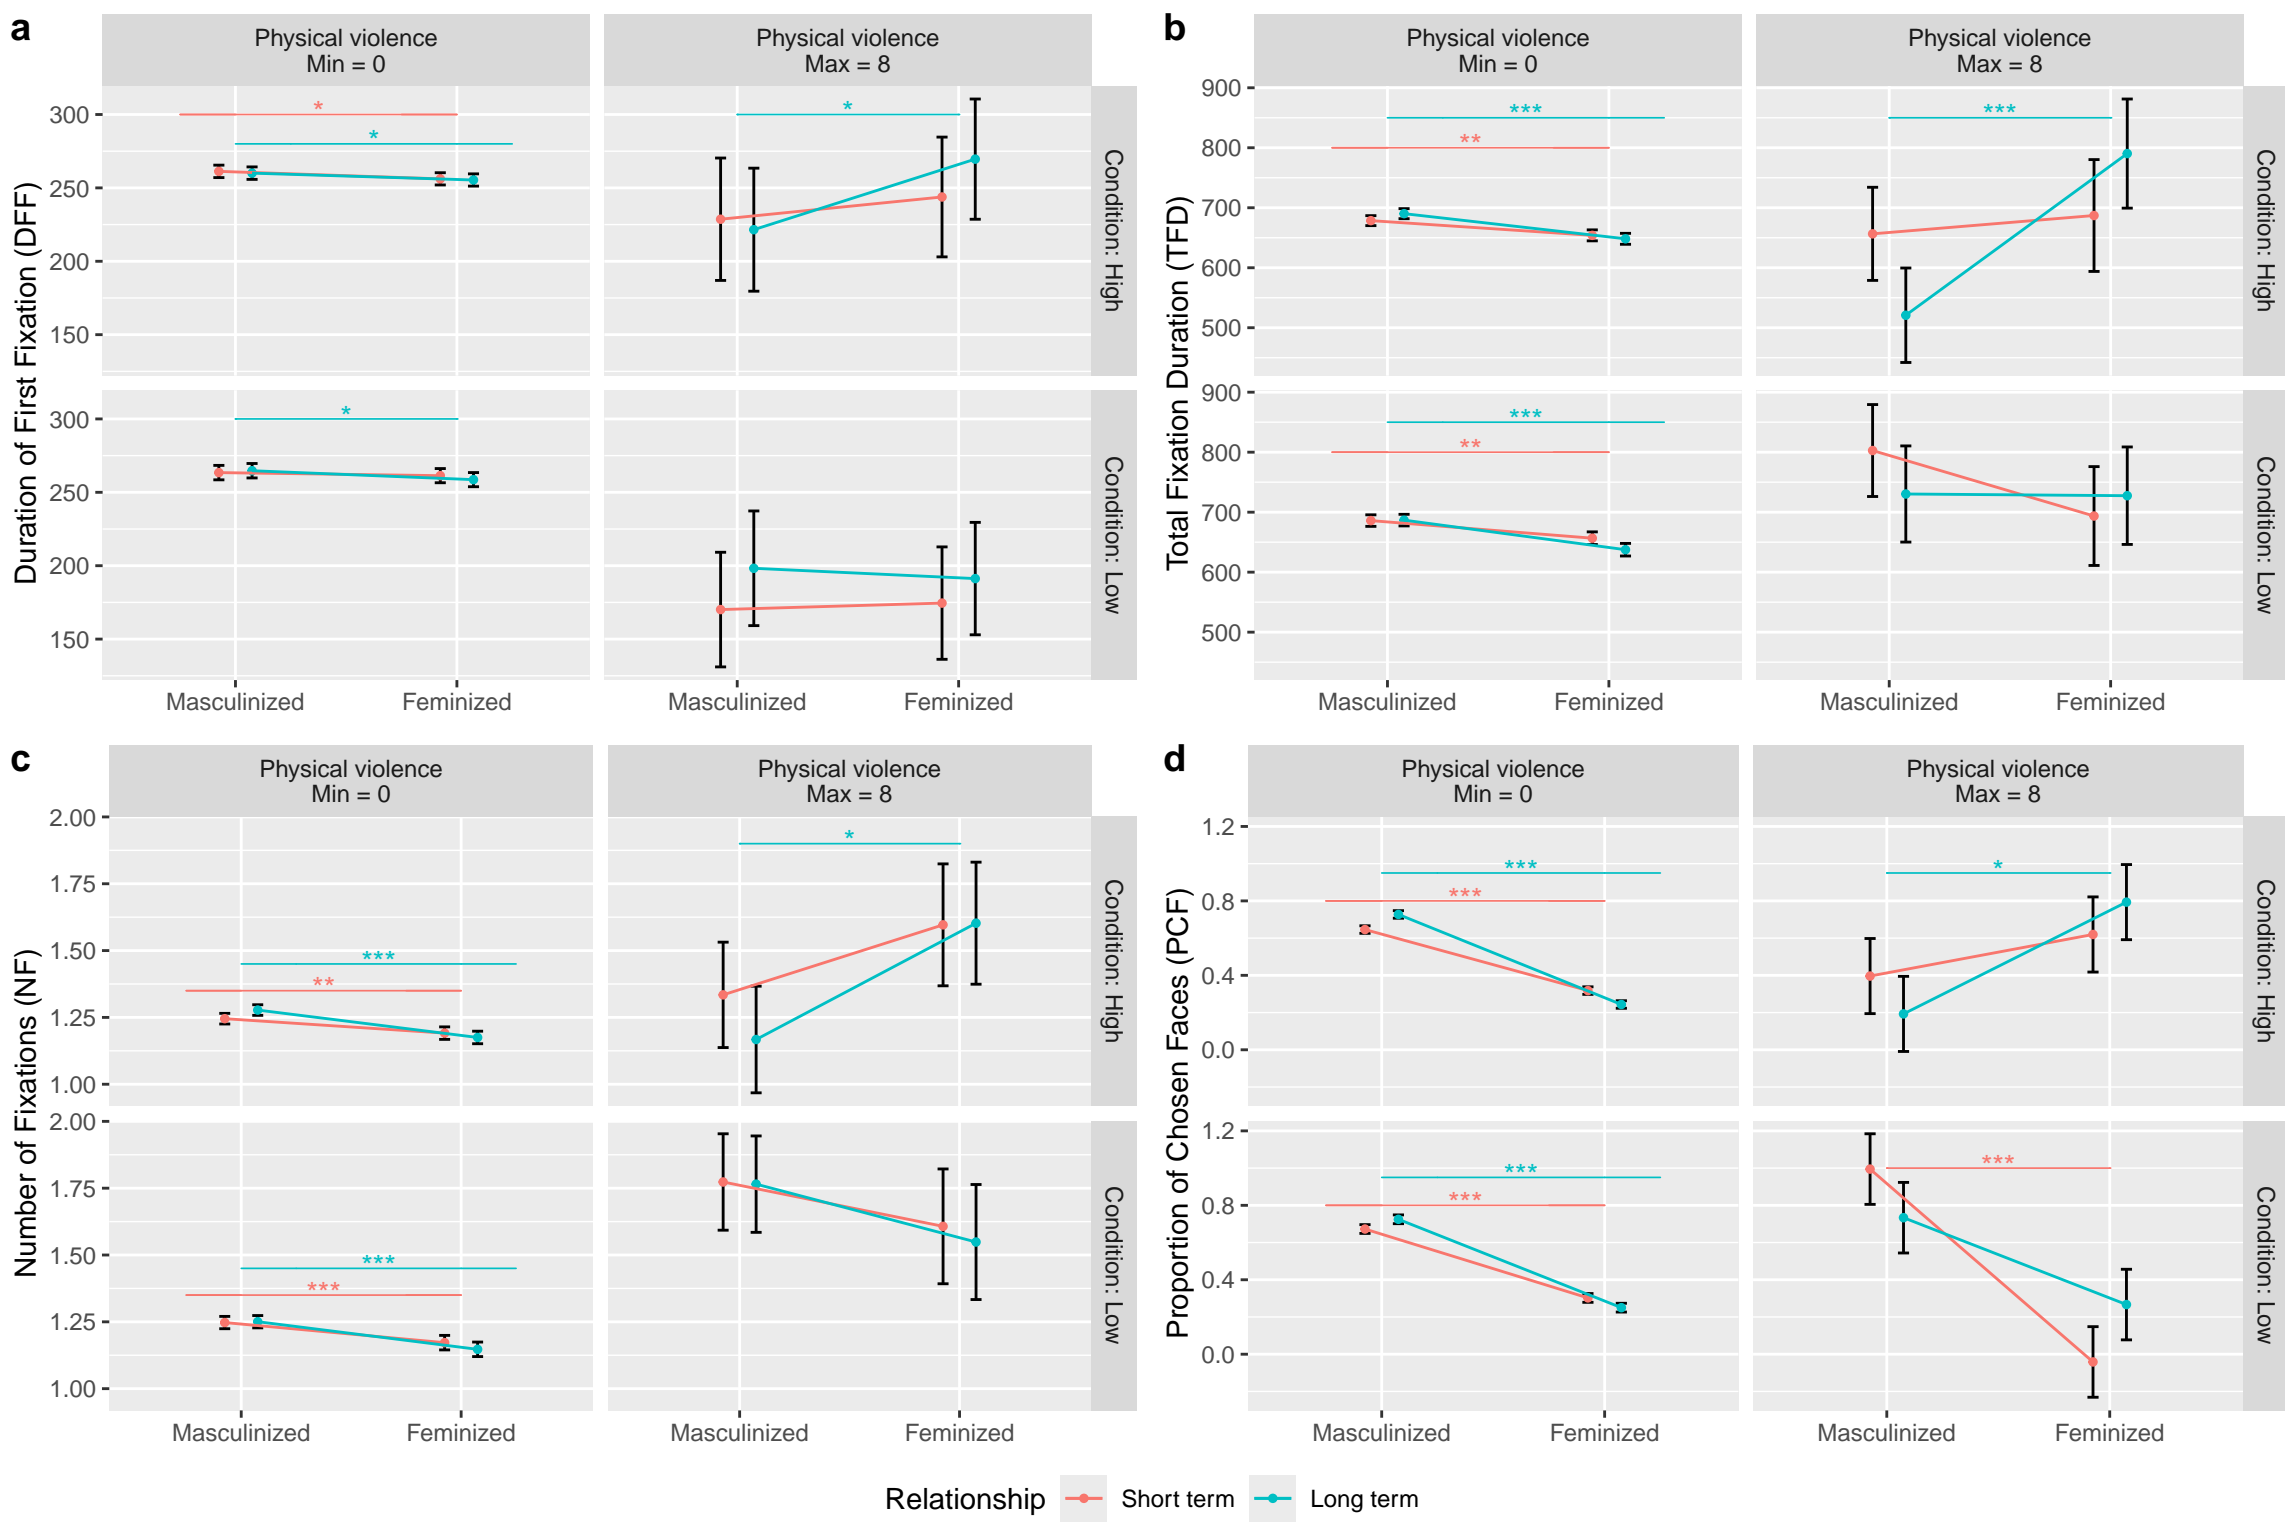 a
Physical violence
Min = 0
Physical violence
Max = 8
Duration of First Fixation (DFF)
300
250
200
150
*
*
*
Condition: High
300
250
200
150
*
Condition: Low
Masculinized
Feminized
Masculinized
Feminized
b
Physical violence
Min = 0
Physical violence
Max = 8
Total Fixation Duration (TFD)
900
800
700
600
500
***
**
***
Condition: High
900
800
700
600
500
***
**
Condition: Low
Masculinized
Feminized
Masculinized
Feminized
c
Physical violence
Min = 0
Physical violence
Max = 8
Number of Fixations (NF)
2.00
1.75
1.50
1.25
1.00
***
**
*
Condition: High
2.00
1.75
1.50
1.25
1.00
***
***
Condition: Low
Masculinized
Feminized
Masculinized
Feminized
d
Physical violence
Min = 0
Physical violence
Max = 8
Proportion of Chosen Faces (PCF)
1.2
0.8
0.4
0.0
***
***
*
Condition: High
1.2
0.8
0.4
0.0
***
***
***
Condition: Low
Masculinized
Feminized
Masculinized
Feminized
Relationship
Short term
Long term